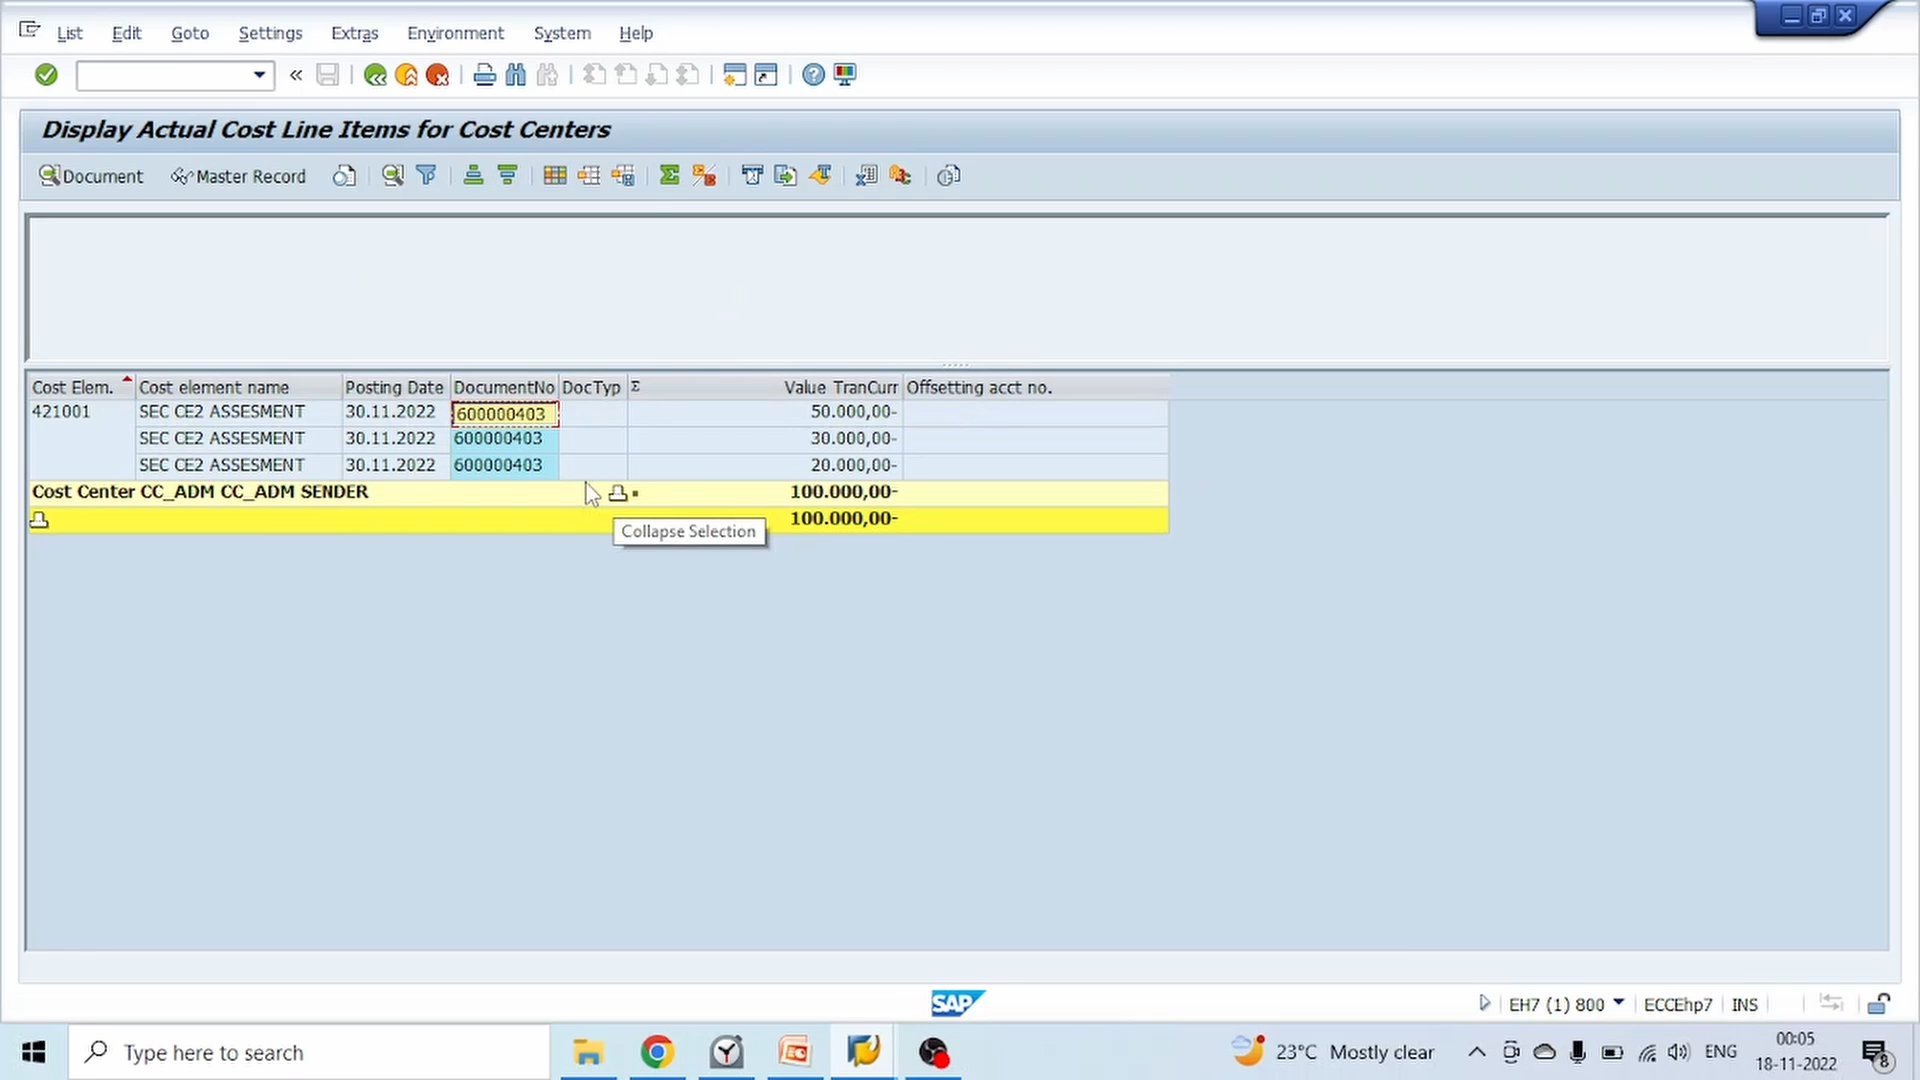 List Edit Goto Settings Extras Environment System Help
Display Actual Cost Line Items for Cost Centers
Document Master Record
Cost Elem. Cost element name Posting Date DocumentNo DocTyp Σ Value TranCurr Offsetting acct no.
421001 SEC CE2 ASSESMENT 30.11.2022 600000403 50.000,00-
SEC CE2 ASSESMENT 30.11.2022 600000403 30.000,00-
SEC CE2 ASSESMENT 30.11.2022 600000403 20.000,00-
Cost Center CC_ADM CC_ADM SENDER 100.000,00-
100.000,00-
Collapse Selection
SAP EH7 (1) 800 ECCEhp7 INS
Type here to search 23°C Mostly clear ENG 00:05
18-11-2022 8